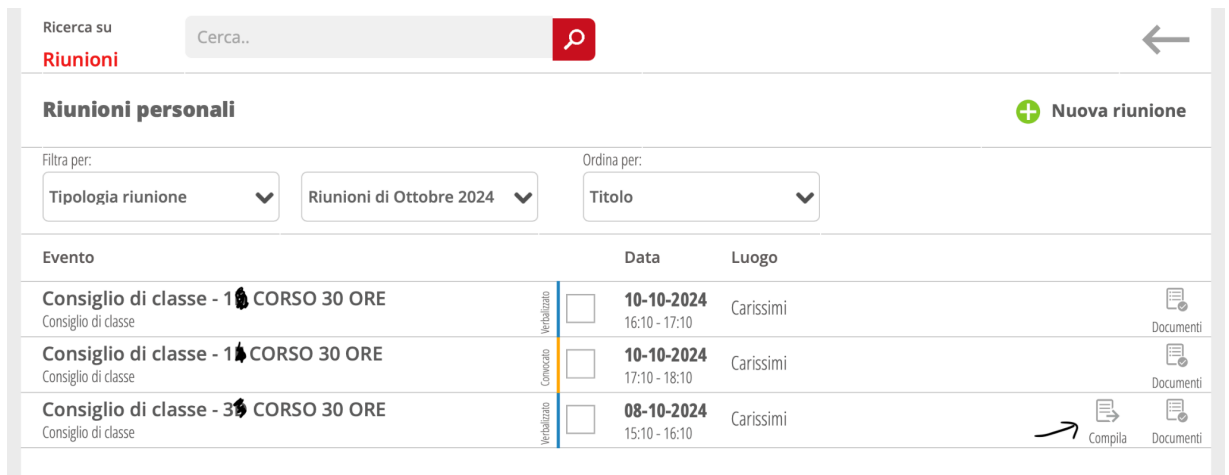 Ricerca su
Riunioni
Cerca..
Riunioni personali
Nuova riunione
Filtra per:
Ordina per:
Tipologia riunione
Riunioni di Ottobre 2024
Titolo
Evento Data Luogo
Consiglio di classe - 1 CORSO 30 ORE
Consiglio di classe
Verbalizzato
10-10-2024
16:10 - 17:10
Carissimi
Documenti
Consiglio di classe - 1 CORSO 30 ORE
Consiglio di classe
Convocato
10-10-2024
17:10 - 18:10
Carissimi
Documenti
Consiglio di classe - 3 CORSO 30 ORE
Consiglio di classe
Verbalizzato
08-10-2024
15:10 - 16:10
Carissimi
Compila
Documenti